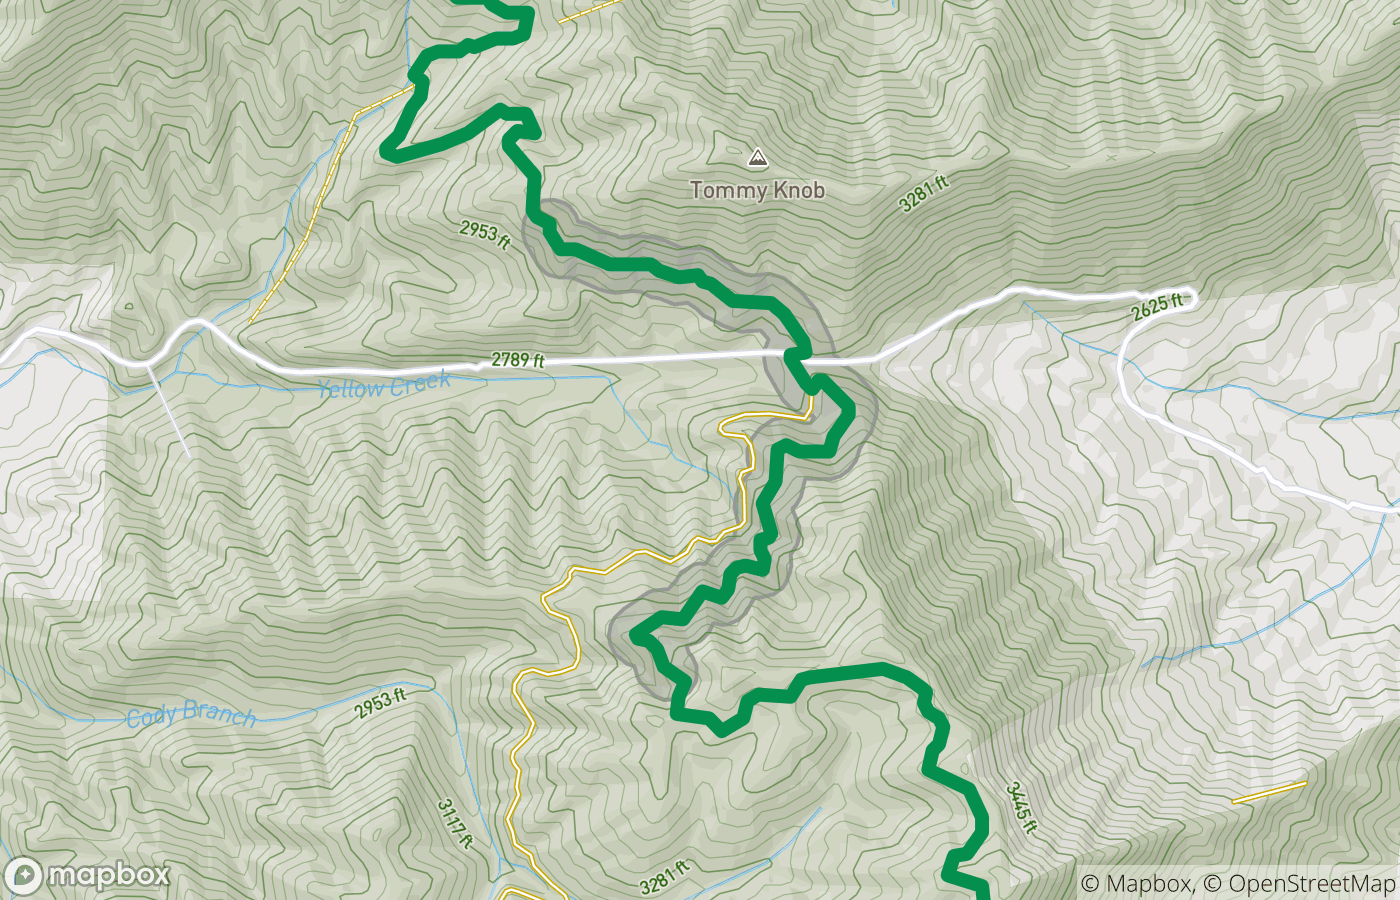 Tommy Knob
3281 ft
2953 ft
2625 ft
2789 ft
Yellow Creek
Cody Branch
2953 ft
3117 ft
3445 ft
3281 ft
mapbox
© Mapbox, © OpenStreetMap